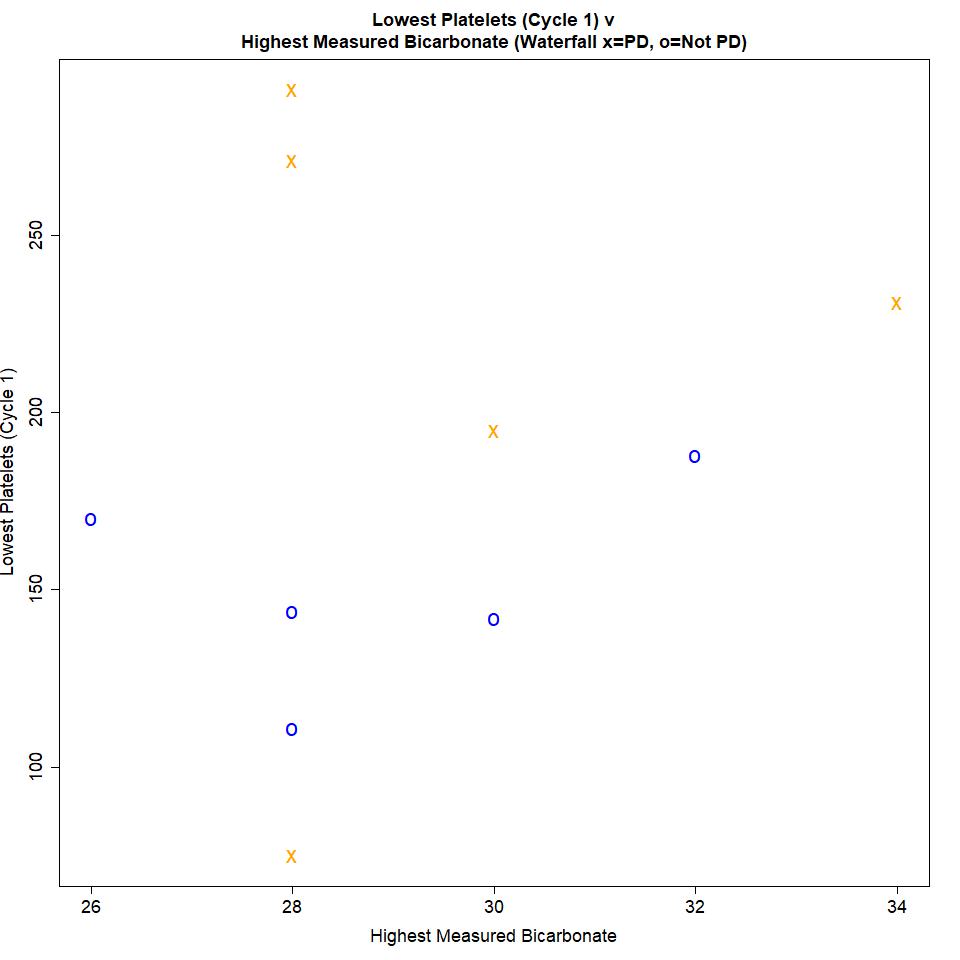 Lowest Platelets (Cycle 1) v
Highest Measured Bicarbonate (Waterfall x=PD, o=Not PD)
x
x
250
x
Lowest Platelets (Cycle 1)
200
x
o
o
150
o
o
o
100
x
26 28 30 32 34
Highest Measured Bicarbonate